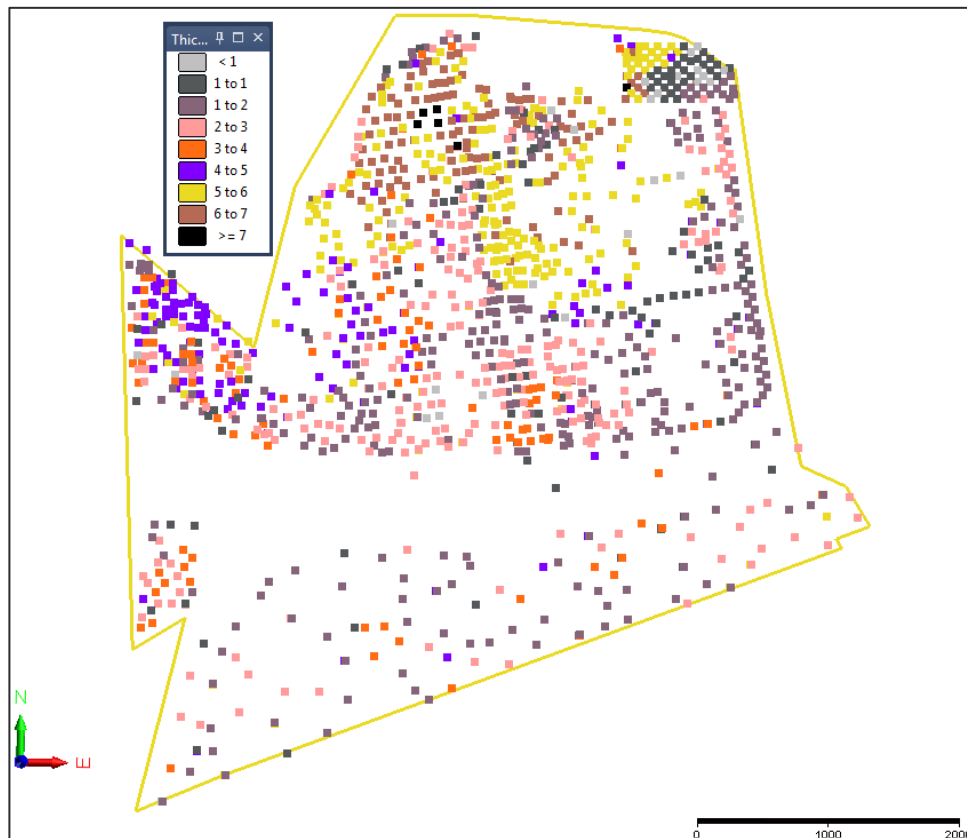 Thic...
< 1
1 to 1
1 to 2
2 to 3
3 to 4
4 to 5
5 to 6
6 to 7
>= 7
N
E
0 1000 2000